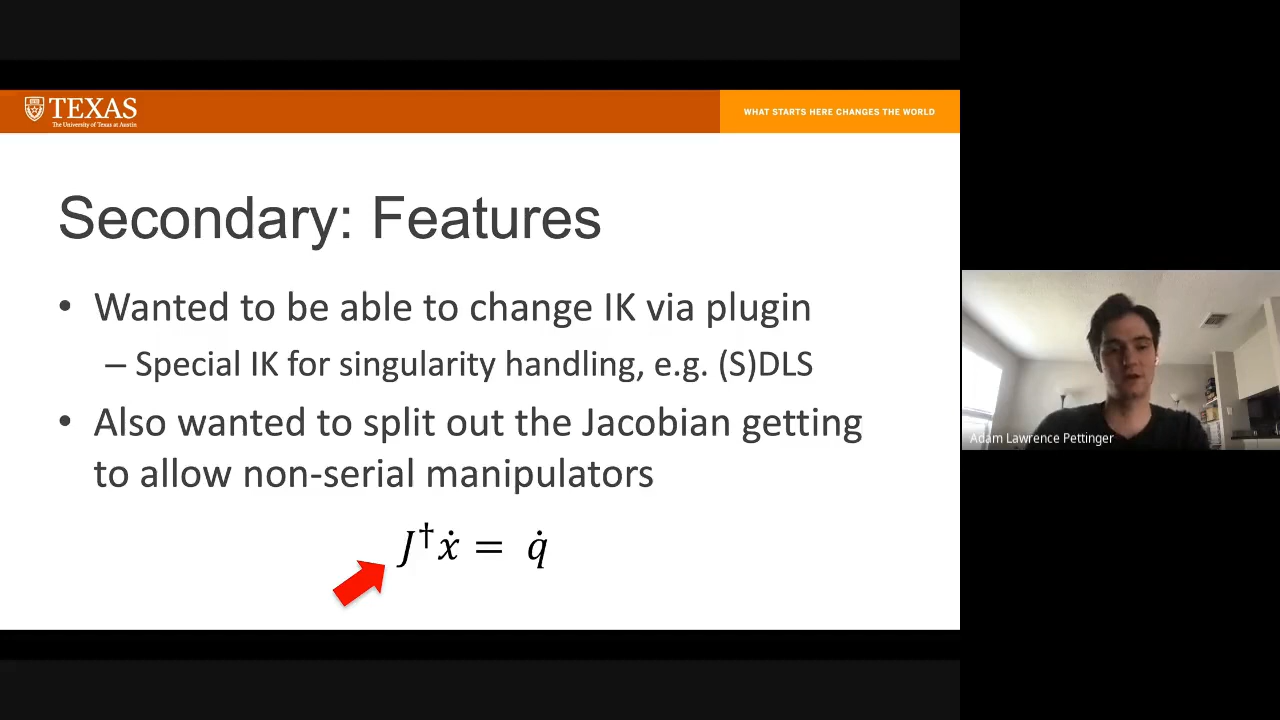 TEXAS
The University of Texas at Austin
WHAT STARTS HERE CHANGES THE WORLD
Secondary: Features
• Wanted to be able to change IK via plugin
– Special IK for singularity handling, e.g. (S)DLS
• Also wanted to split out the Jacobian getting
to allow non-serial manipulators
J†ẋ = q̇
Adam Lawrence Pettinger